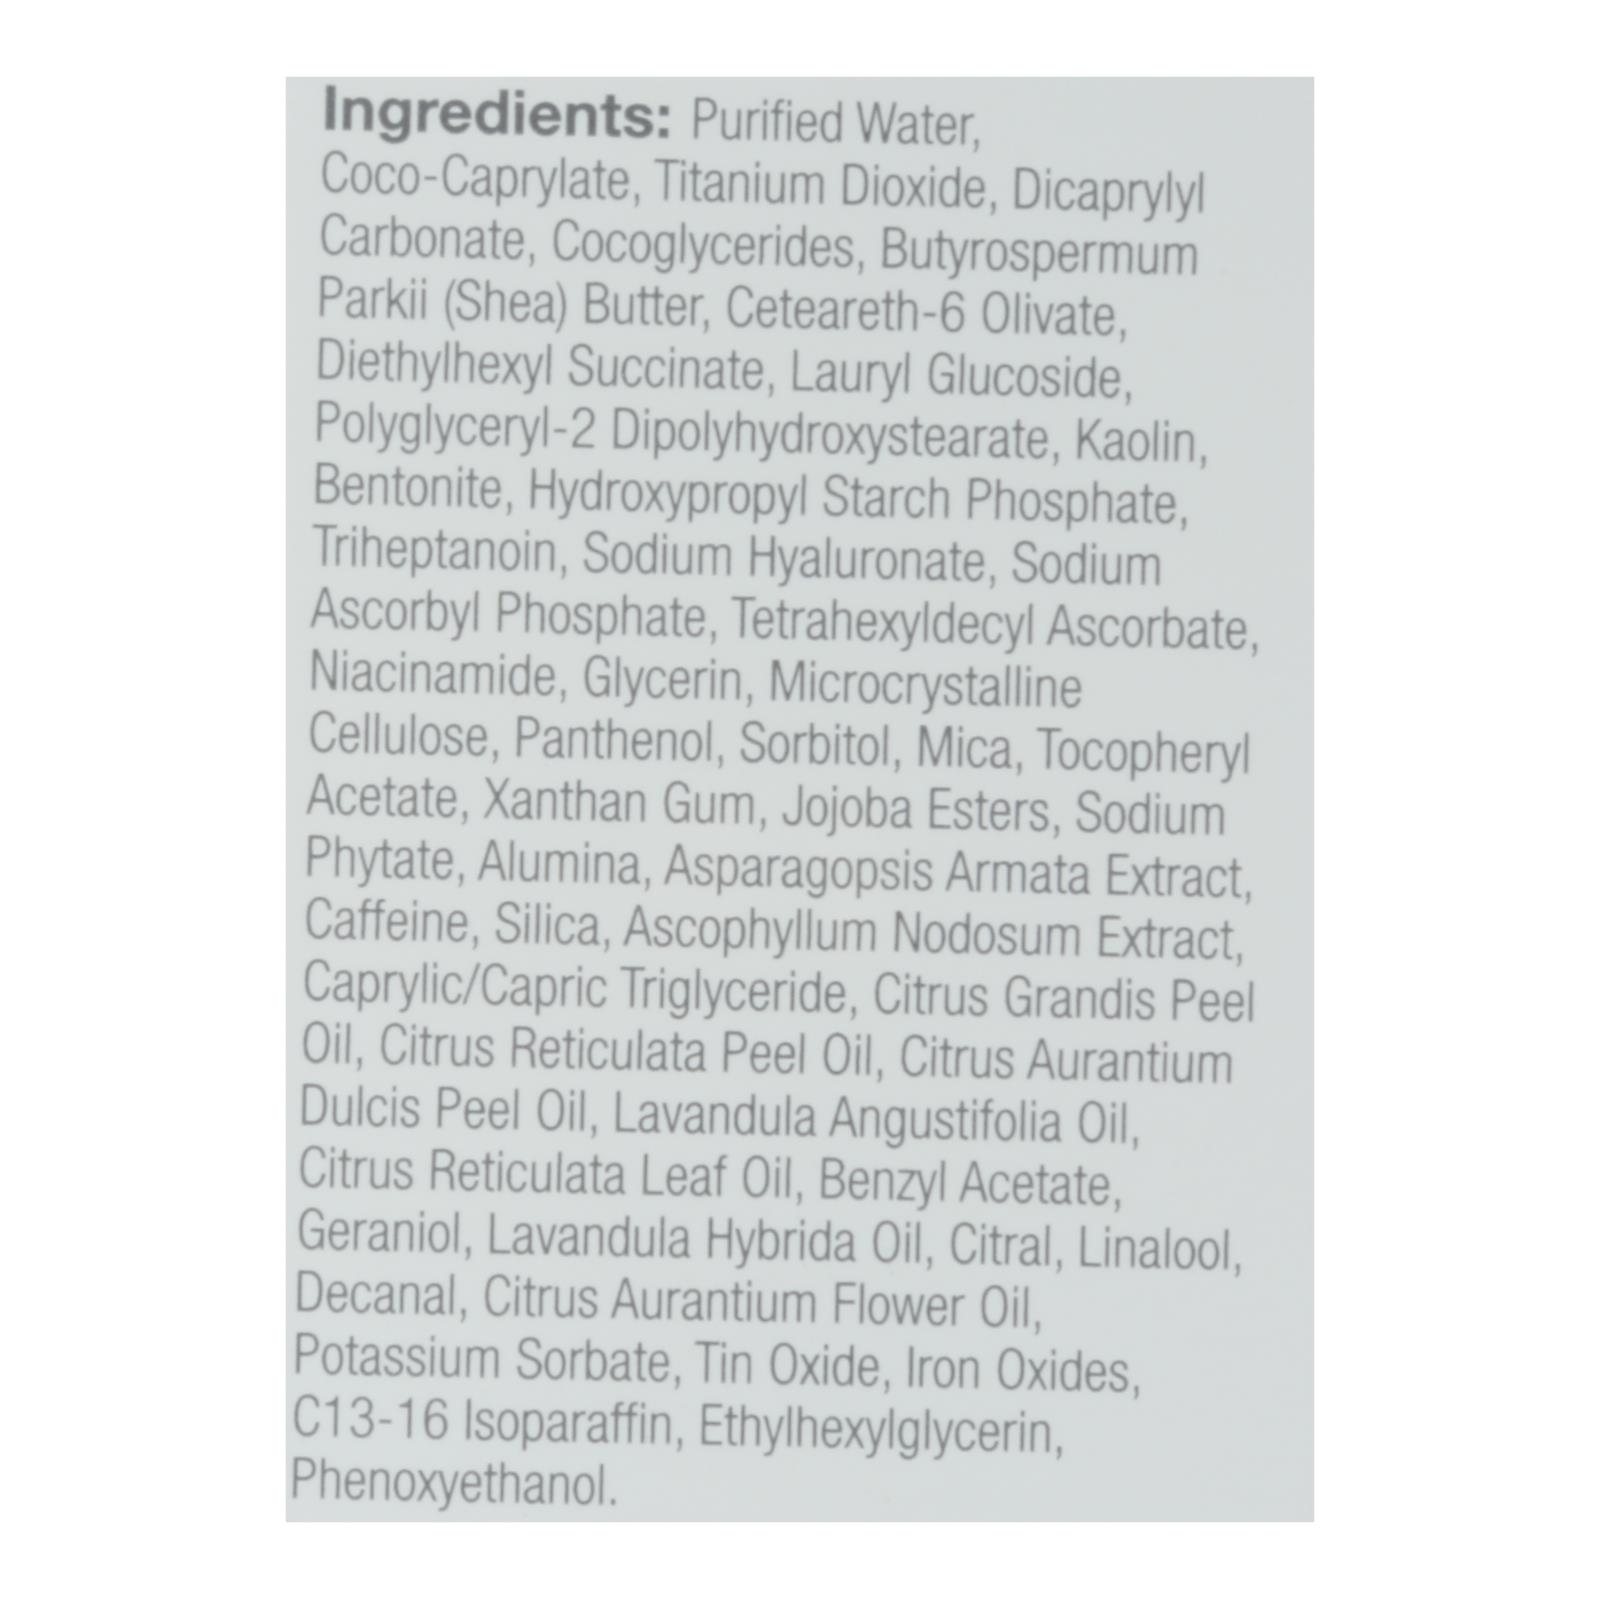 Ingredients: Purified Water,
Coco-Caprylate, Titanium Dioxide, Dicaprylyl
Carbonate, Cocoglycerides, Butyrospermum
Parkii (Shea) Butter, Ceteareth-6 Olivate,
Diethylhexyl Succinate, Lauryl Glucoside,
Polyglyceryl-2 Dipolyhydroxystearate, Kaolin,
Bentonite, Hydroxypropyl Starch Phosphate,
Triheptanoin, Sodium Hyaluronate, Sodium
Ascorbyl Phosphate, Tetrahexyldecyl Ascorbate,
Niacinamide, Glycerin, Microcrystalline
Cellulose, Panthenol, Sorbitol, Mica, Tocopheryl
Acetate, Xanthan Gum, Jojoba Esters, Sodium
Phytate, Alumina, Asparagopsis Armata Extract,
Caffeine, Silica, Ascophyllum Nodosum Extract,
Caprylic/Capric Triglyceride, Citrus Grandis Peel
Oil, Citrus Reticulata Peel Oil, Citrus Aurantium
Dulcis Peel Oil, Lavandula Angustifolia Oil,
Citrus Reticulata Leaf Oil, Benzyl Acetate,
Geraniol, Lavandula Hybrida Oil, Citral, Linalool,
Decanal, Citrus Aurantium Flower Oil,
Potassium Sorbate, Tin Oxide, Iron Oxides,
C13-16 Isoparaffin, Ethylhexylglycerin,
Phenoxyethanol.